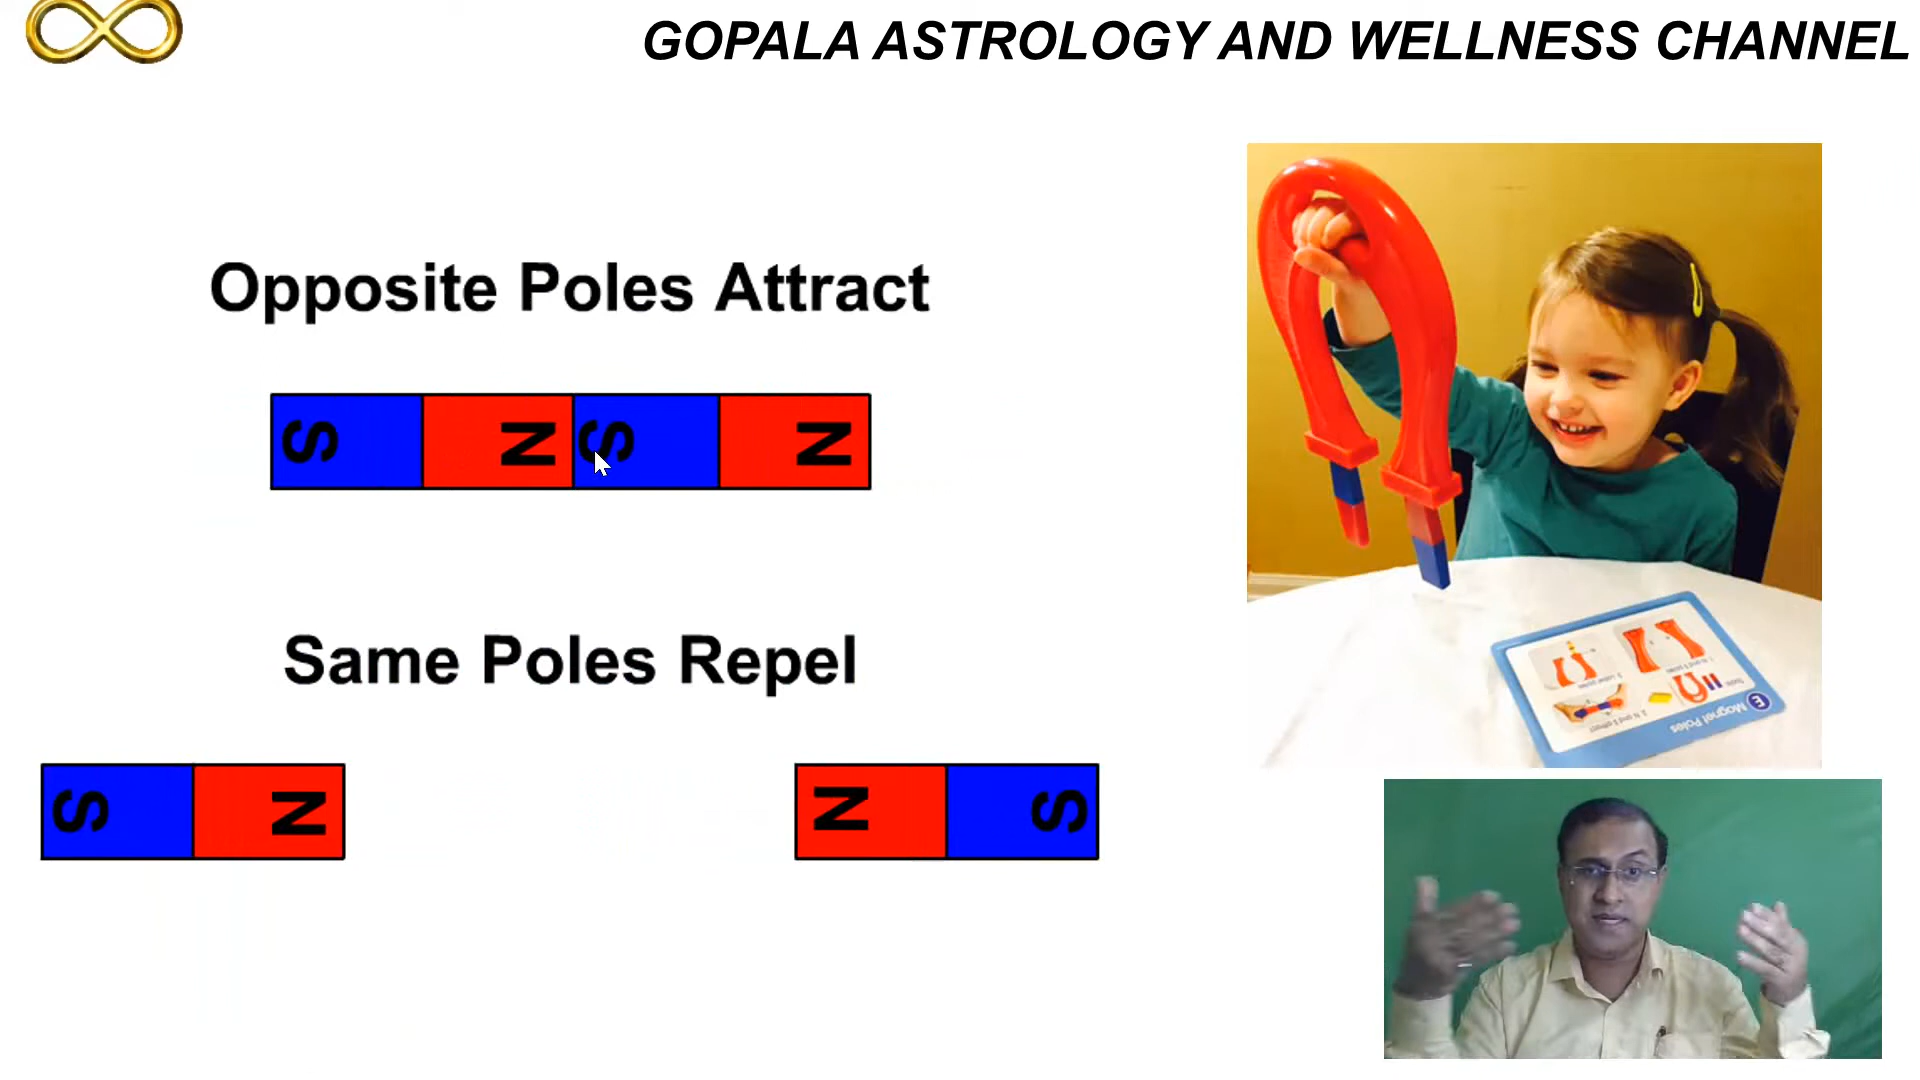 GOPALA ASTROLOGY AND WELLNESS CHANNEL
Opposite Poles Attract
S N S N
Same Poles Repel
S N N S
E Magnet Poles